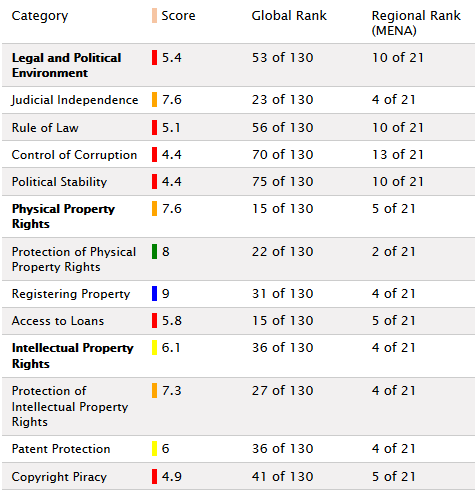 Category Score Global Rank Regional Rank
(MENA)
Legal and Political
Environment 5.4 53 of 130 10 of 21
Judicial Independence 7.6 23 of 130 4 of 21
Rule of Law 5.1 56 of 130 10 of 21
Control of Corruption 4.4 70 of 130 13 of 21
Political Stability 4.4 75 of 130 10 of 21
Physical Property
Rights 7.6 15 of 130 5 of 21
Protection of Physical
Property Rights 8 22 of 130 2 of 21
Registering Property 9 31 of 130 4 of 21
Access to Loans 5.8 15 of 130 5 of 21
Intellectual Property
Rights 6.1 36 of 130 4 of 21
Protection of
Intellectual Property
Rights 7.3 27 of 130 4 of 21
Patent Protection 6 36 of 130 4 of 21
Copyright Piracy 4.9 41 of 130 5 of 21